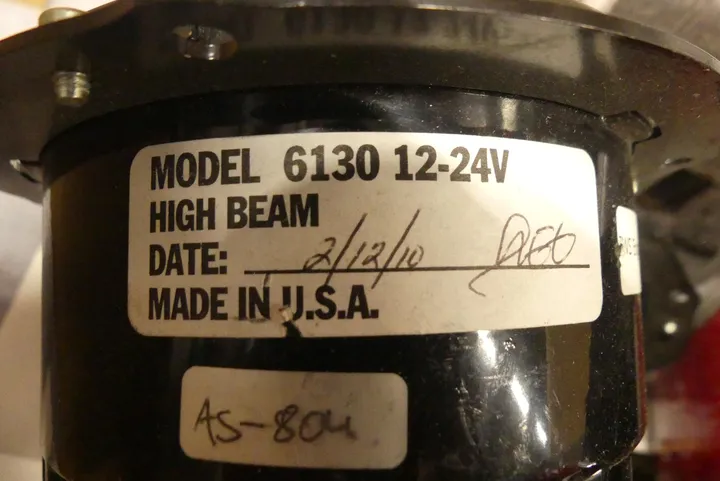 MODEL 6130 12-24V
HIGH BEAM
DATE: 2/12/10
MADE IN U.S.A.
AS-804